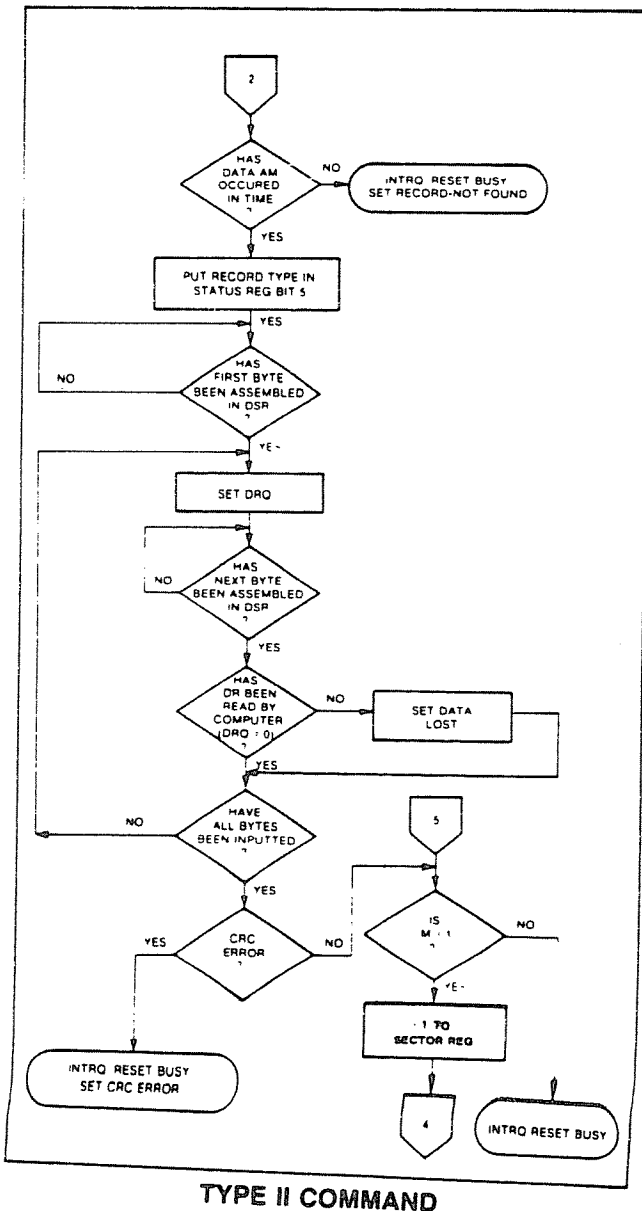 2
HAS
DATA AM
OCCURED
IN TIME
?
NO
INTRQ RESET BUSY
SET RECORD-NOT FOUND
YES
PUT RECORD TYPE IN
STATUS REG BIT 5
YES
HAS
FIRST BYTE
BEEN ASSEMBLED
IN DSR
?
NO
YE-
SET DRQ
HAS
NEXT BYTE
BEEN ASSEMBLED
IN DSR
?
NO
YES
HAS
DR BEEN
READ BY
COMPUTER
(DRQ = 0)
?
NO
SET DATA
LOST
YES
HAVE
ALL BYTES
BEEN INPUTTED
?
NO
YES
CRC
ERROR
?
YES
NO
INTRQ RESET BUSY
SET CRC ERROR
5
IS
M 1
?
NO
YE-
1 TO
SECTOR REG
4
INTRQ RESET BUSY
TYPE II COMMAND